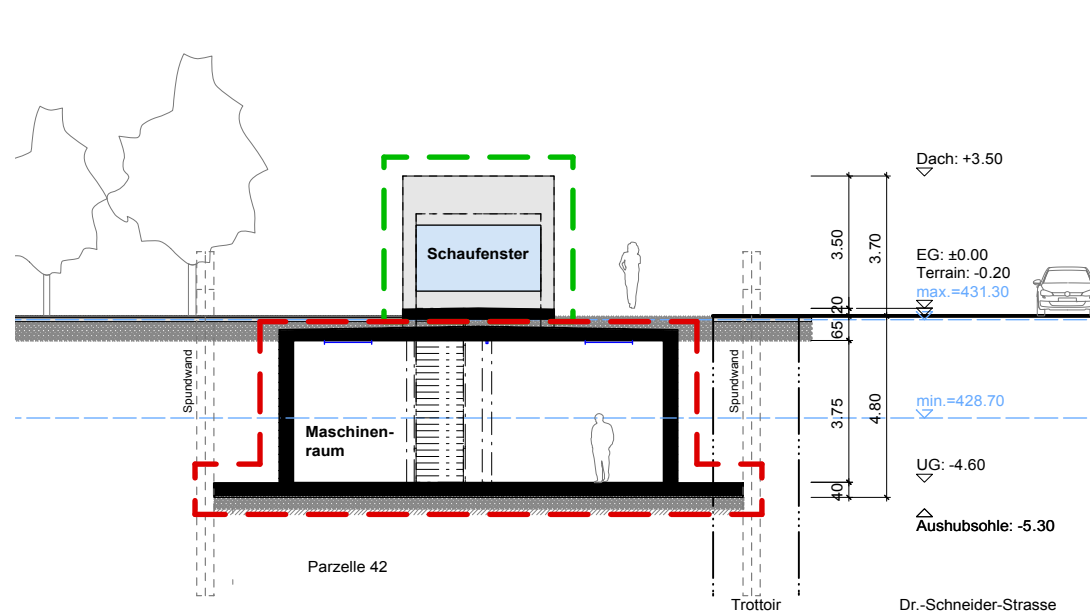 Dach: +3.50
3.50
3.70
Schaufenster
EG: ±0.00
Terrain: -0.20
max.=431.30
20
65
Spundwand
Spundwand
3.75
4.80
min.=428.70
Maschinen-
raum
UG: -4.60
40
Aushubsohle: -5.30
Parzelle 42
Trottoir
Dr.-Schneider-Strasse